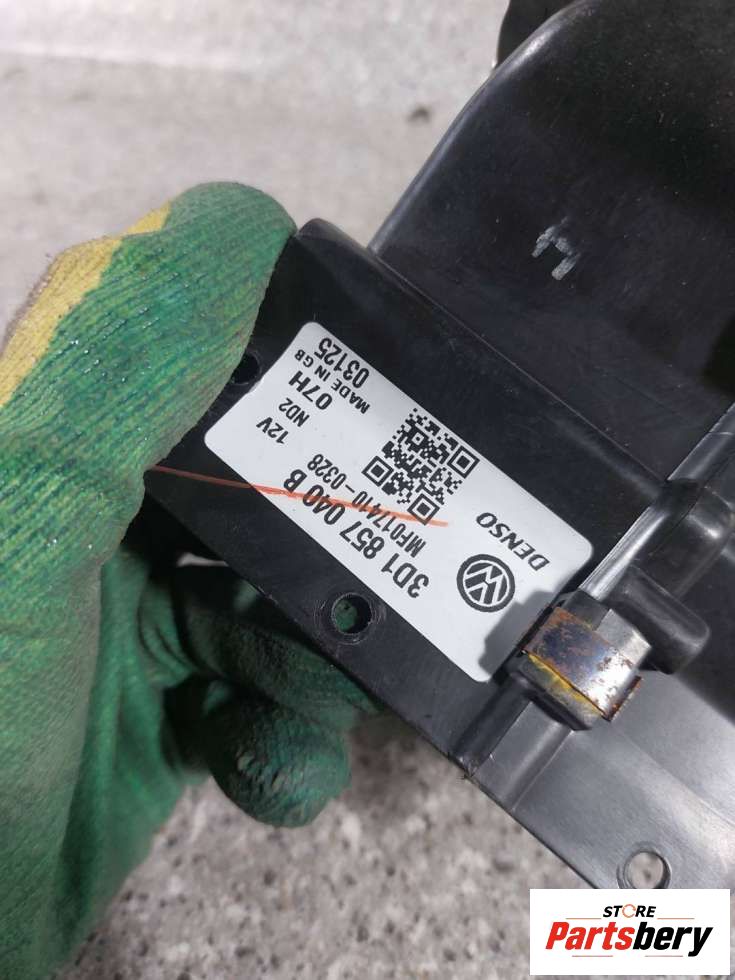 DENSO
3D1 857 040 B
MF017410-0328
12V ND2
07H
MADE IN GB
03125
STORE
Partsbery